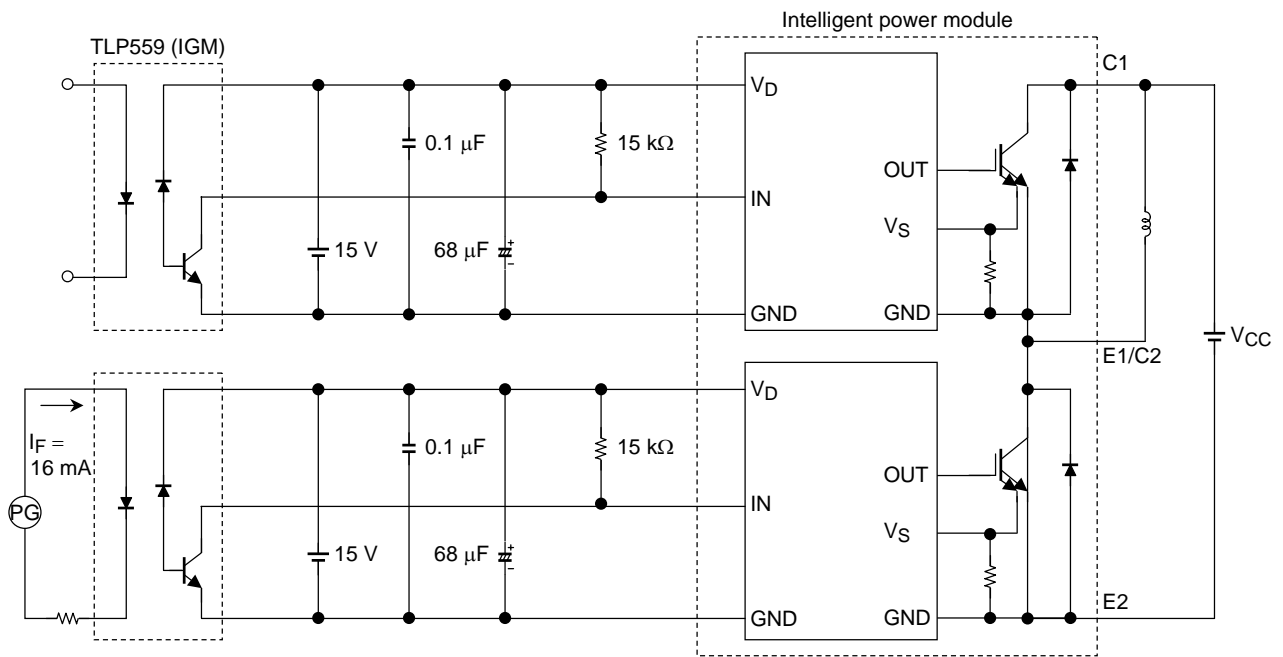 Intelligent power module
TLP559 (IGM)
C1
VD
0.1 μF
15 kΩ
OUT
IN
VS
15 V
68 μF
+
−
GND
GND
VCC
E1/C2
VD
IF =
16 mA
0.1 μF
15 kΩ
OUT
PG
IN
VS
15 V
68 μF
+
−
E2
GND
GND